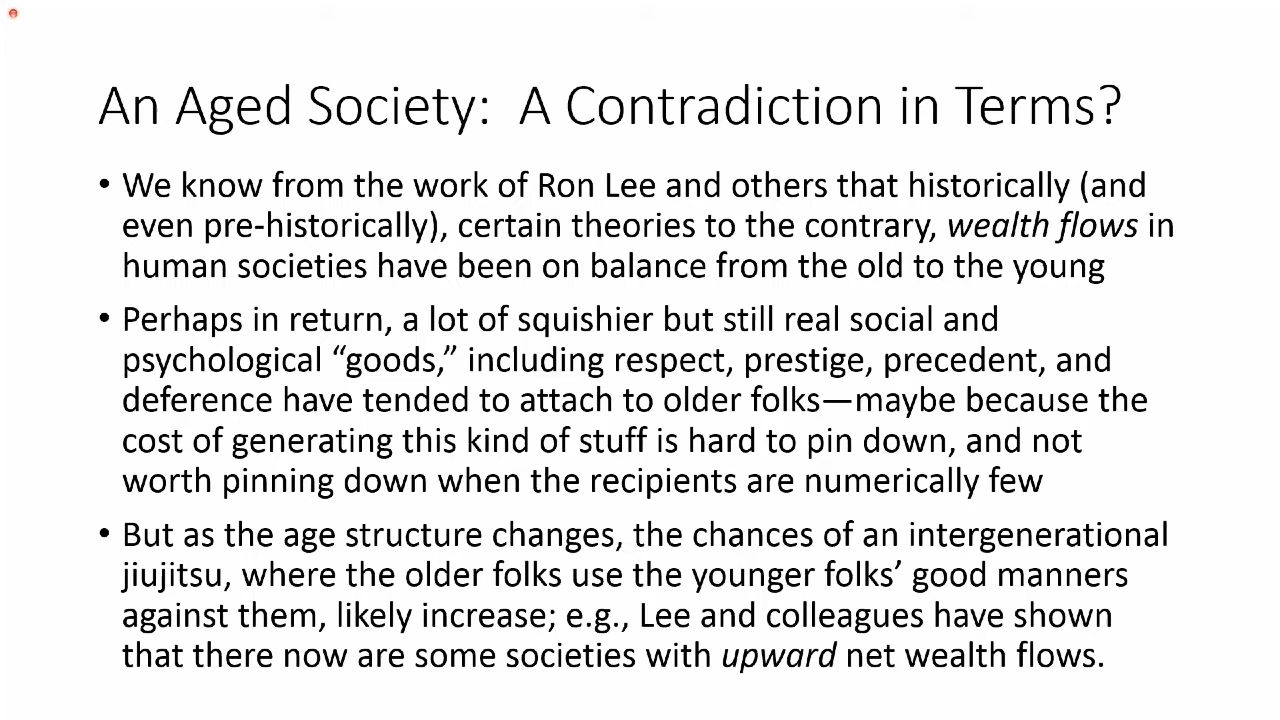 An Aged Society:  A Contradiction in Terms?
• We know from the work of Ron Lee and others that historically (and
even pre-historically), certain theories to the contrary, wealth flows in
human societies have been on balance from the old to the young
• Perhaps in return, a lot of squishier but still real social and
psychological “goods,” including respect, prestige, precedent, and
deference have tended to attach to older folks—maybe because the
cost of generating this kind of stuff is hard to pin down, and not
worth pinning down when the recipients are numerically few
• But as the age structure changes, the chances of an intergenerational
jiujitsu, where the older folks use the younger folks’ good manners
against them, likely increase; e.g., Lee and colleagues have shown
that there now are some societies with upward net wealth flows.